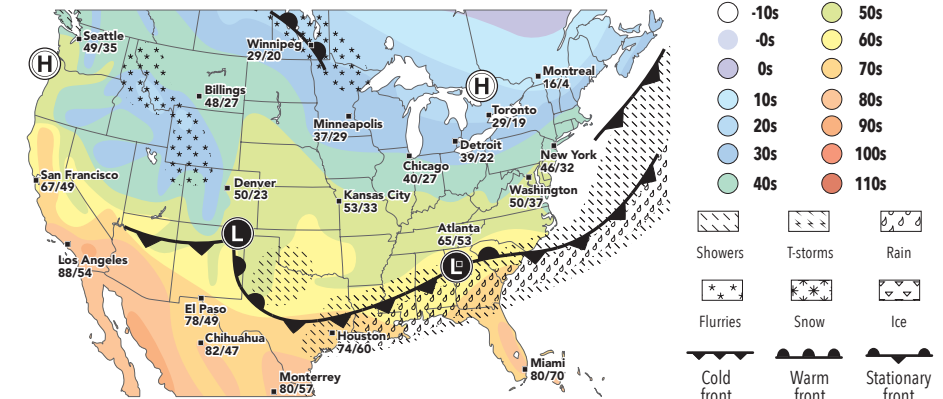 Seattle
49/35
H
Winnipeg
29/20
H
Montreal
16/4
Billings
48/27
Toronto
29/19
Minneapolis
37/29
Detroit
39/22
Chicago
40/27
New York
46/32
San Francisco
67/49
Denver
50/23
Kansas City
53/33
Washington
50/37
Atlanta
65/53
L
L
Los Angeles
88/54
El Paso
78/49
Chihuahua
82/47
Houston
74/60
Miami
80/70
Monterrey
80/57
-10s
-0s
0s
10s
20s
30s
40s
50s
60s
70s
80s
90s
100s
110s
Showers
T-storms
Rain
Flurries
Snow
Ice
Cold
front
Warm
front
Stationary
front